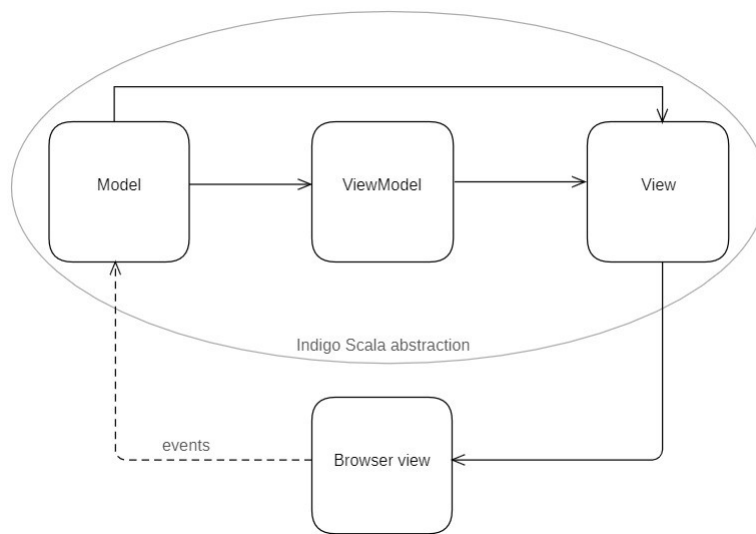 Model
ViewModel
View
Indigo Scala abstraction
events
Browser view